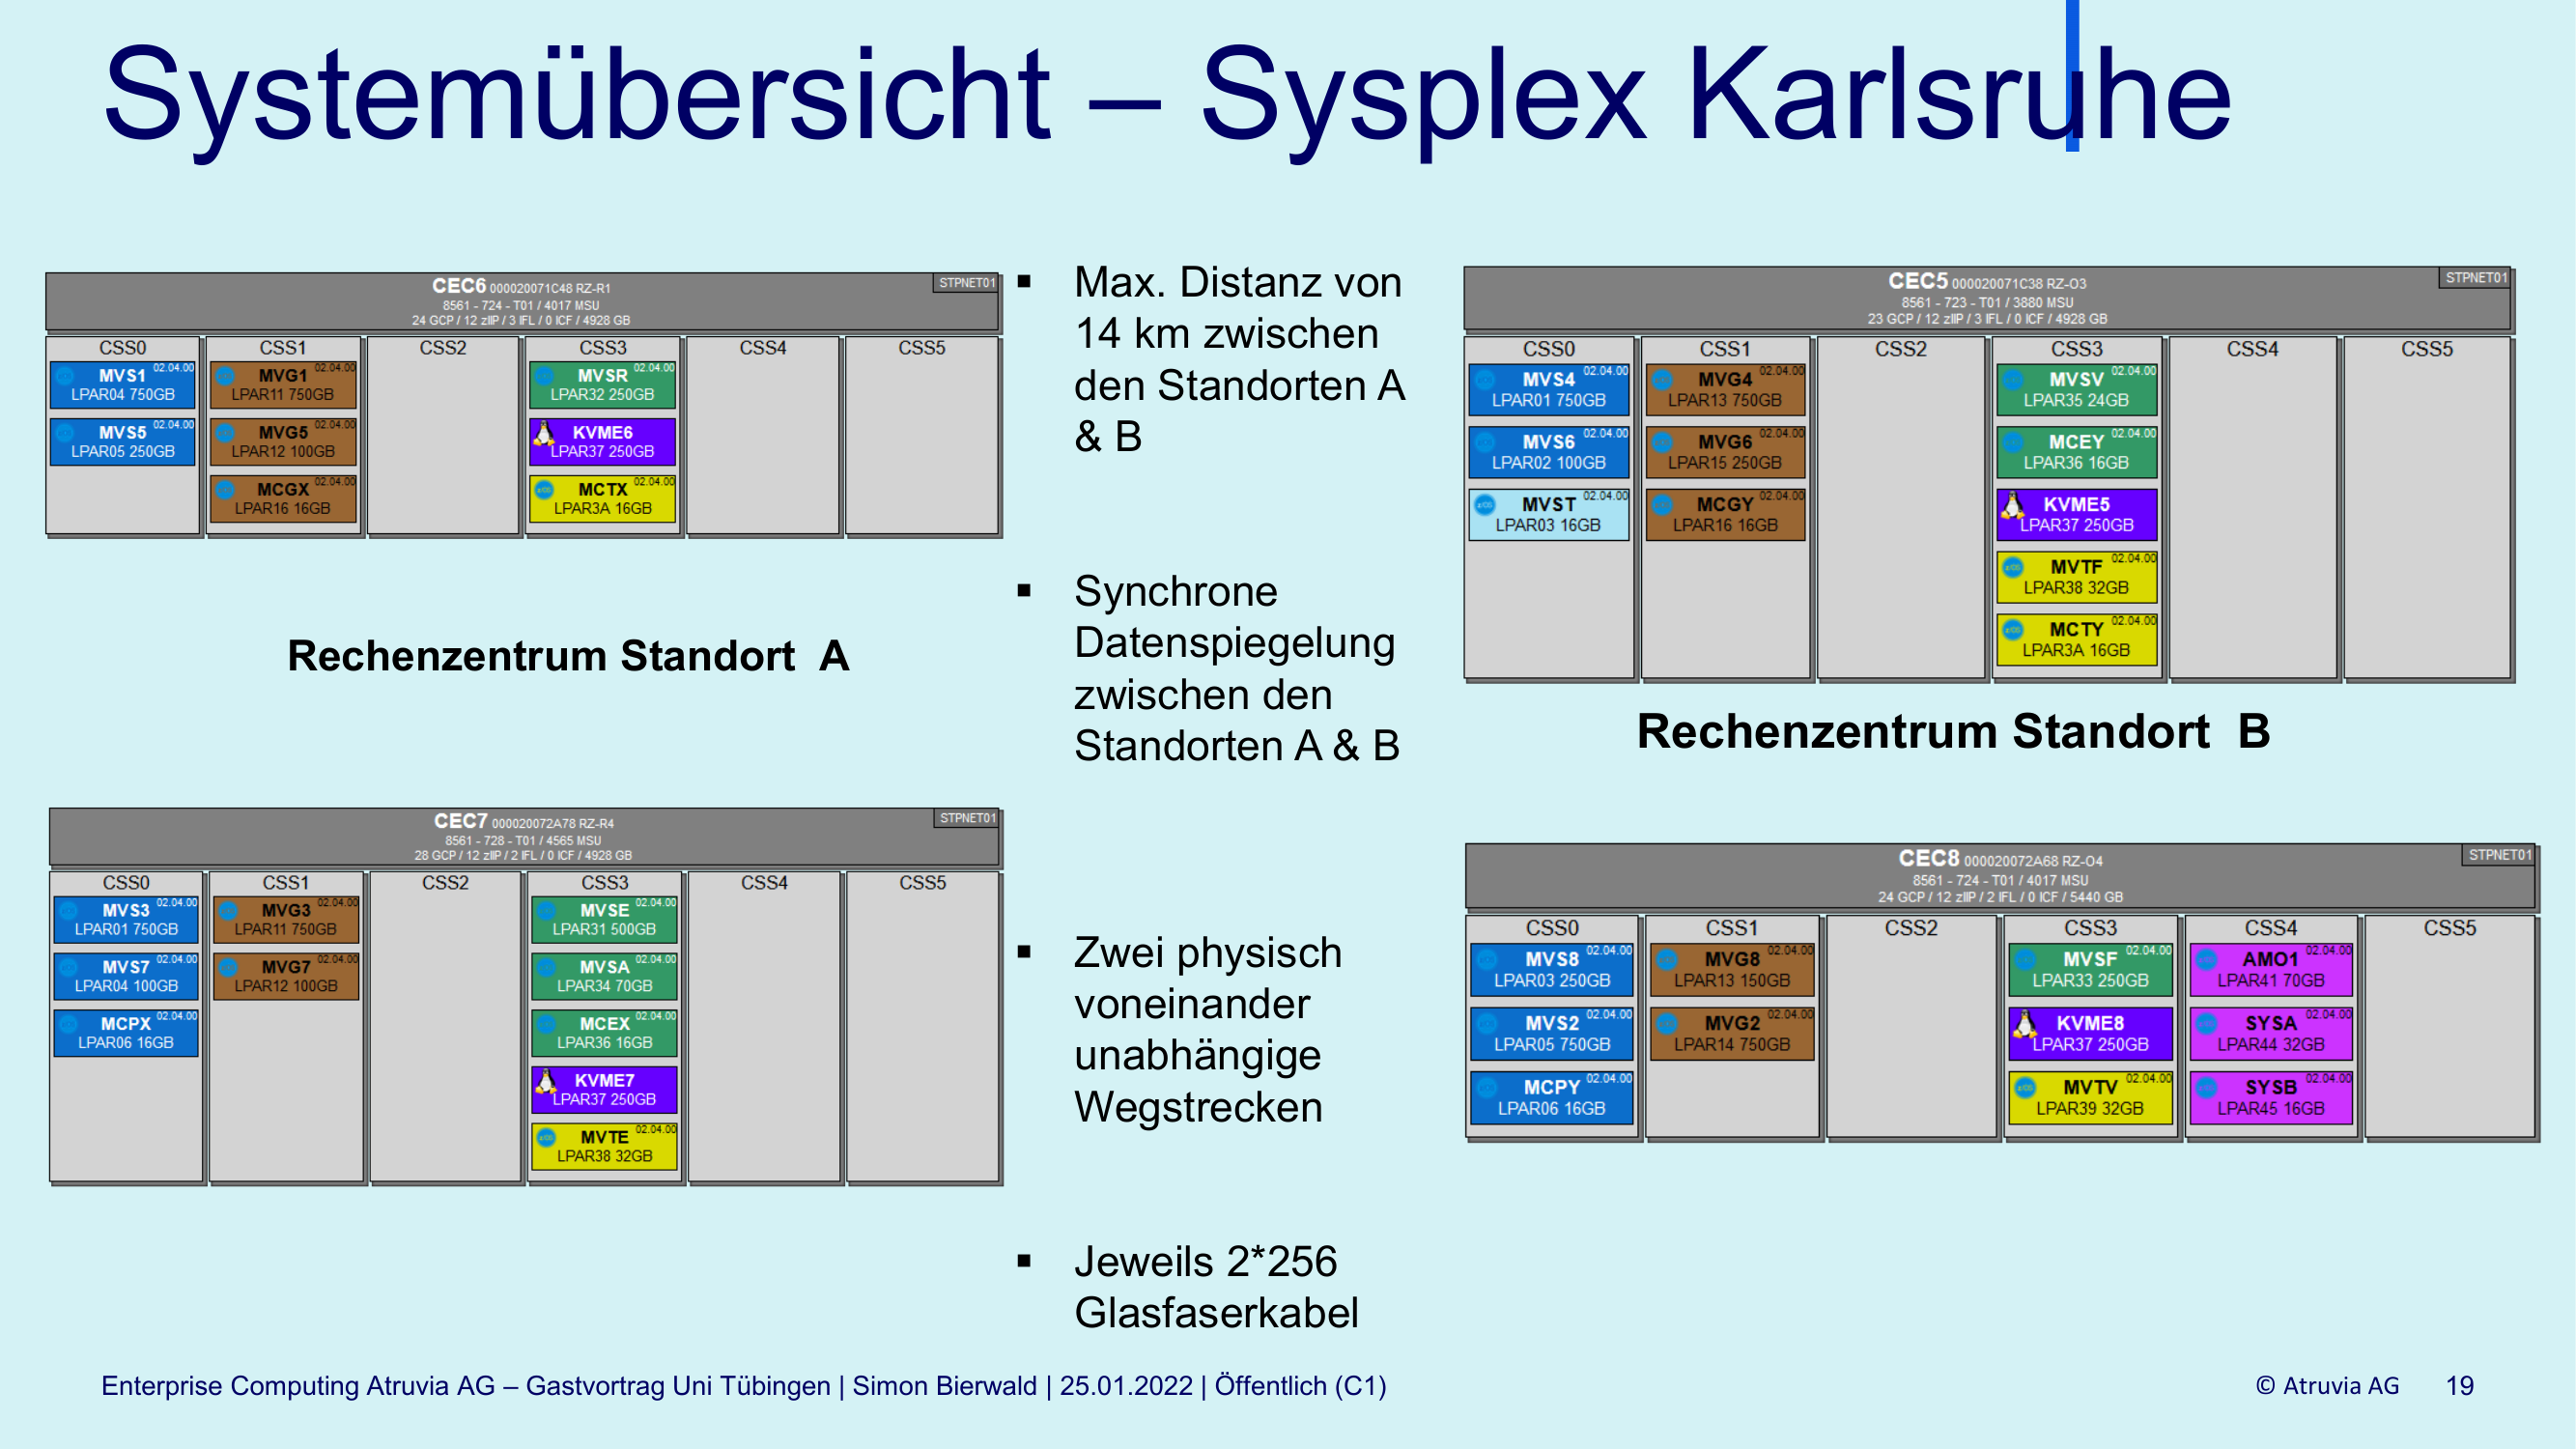 Systemübersicht – Sysplex Karlsruhe
CEC6 000020071C48 RZ-R1
STPNET01
8561 - 724 - T01 / 4017 MSU
24 GCP / 12 zIIP / 3 IFL / 0 ICF / 4928 GB
CSS0
MVS1 02.04.00
LPAR04 750GB
MVS5 02.04.00
LPAR05 250GB
CSS1
MVG1 02.04.00
LPAR11 750GB
MVG5 02.04.00
LPAR12 100GB
MCGX 02.04.00
LPAR16 16GB
CSS2
CSS3
MVSR 02.04.00
LPAR32 250GB
KVME6
LPAR37 250GB
MCTX 02.04.00
LPAR3A 16GB
CSS4
CSS5
Rechenzentrum Standort A
CEC7 000020072A78 RZ-R4
STPNET01
8561 - 728 - T01 / 4565 MSU
28 GCP / 12 zIIP / 2 IFL / 0 ICF / 4928 GB
CSS0
MVS3 02.04.00
LPAR01 750GB
MVS7 02.04.00
LPAR04 100GB
MCPX 02.04.00
LPAR06 16GB
CSS1
MVG3 02.04.00
LPAR11 750GB
MVG7 02.04.00
LPAR12 100GB
CSS2
CSS3
MVSE 02.04.00
LPAR31 500GB
MVSA 02.04.00
LPAR34 70GB
MCEX 02.04.00
LPAR36 16GB
KVME7
LPAR37 250GB
MVTE 02.04.00
LPAR38 32GB
CSS4
CSS5
▪ Max. Distanz von
14 km zwischen
den Standorten A
& B
▪ Synchrone
Datenspiegelung
zwischen den
Standorten A & B
▪ Zwei physisch
voneinander
unabhängige
Wegstrecken
▪ Jeweils 2*256
Glasfaserkabel
CEC5 000020071C38 RZ-O3
STPNET01
8561 - 723 - T01 / 3880 MSU
23 GCP / 12 zIIP / 3 IFL / 0 ICF / 4928 GB
CSS0
MVS4 02.04.00
LPAR01 750GB
MVS6 02.04.00
LPAR02 100GB
MVST 02.04.00
LPAR03 16GB
CSS1
MVG4 02.04.00
LPAR13 750GB
MVG6 02.04.00
LPAR15 250GB
MCGY 02.04.00
LPAR16 16GB
CSS2
CSS3
MVSV 02.04.00
LPAR35 24GB
MCEY 02.04.00
LPAR36 16GB
KVME5
LPAR37 250GB
MVTF 02.04.00
LPAR38 32GB
MCTY 02.04.00
LPAR3A 16GB
CSS4
CSS5
Rechenzentrum Standort B
CEC8 000020072A68 RZ-O4
STPNET01
8561 - 724 - T01 / 4017 MSU
24 GCP / 12 zIIP / 2 IFL / 0 ICF / 5440 GB
CSS0
MVS8 02.04.00
LPAR03 250GB
MVS2 02.04.00
LPAR05 750GB
MCPY 02.04.00
LPAR06 16GB
CSS1
MVG8 02.04.00
LPAR13 150GB
MVG2 02.04.00
LPAR14 750GB
CSS2
CSS3
MVSF 02.04.00
LPAR33 250GB
KVME8
LPAR37 250GB
MVTV 02.04.00
LPAR39 32GB
CSS4
AMO1 02.04.00
LPAR41 70GB
SYSA 02.04.00
LPAR44 32GB
SYSB 02.04.00
LPAR45 16GB
CSS5
Enterprise Computing Atruvia AG – Gastvortrag Uni Tübingen | Simon Bierwald | 25.01.2022 | Öffentlich (C1)
© Atruvia AG 19